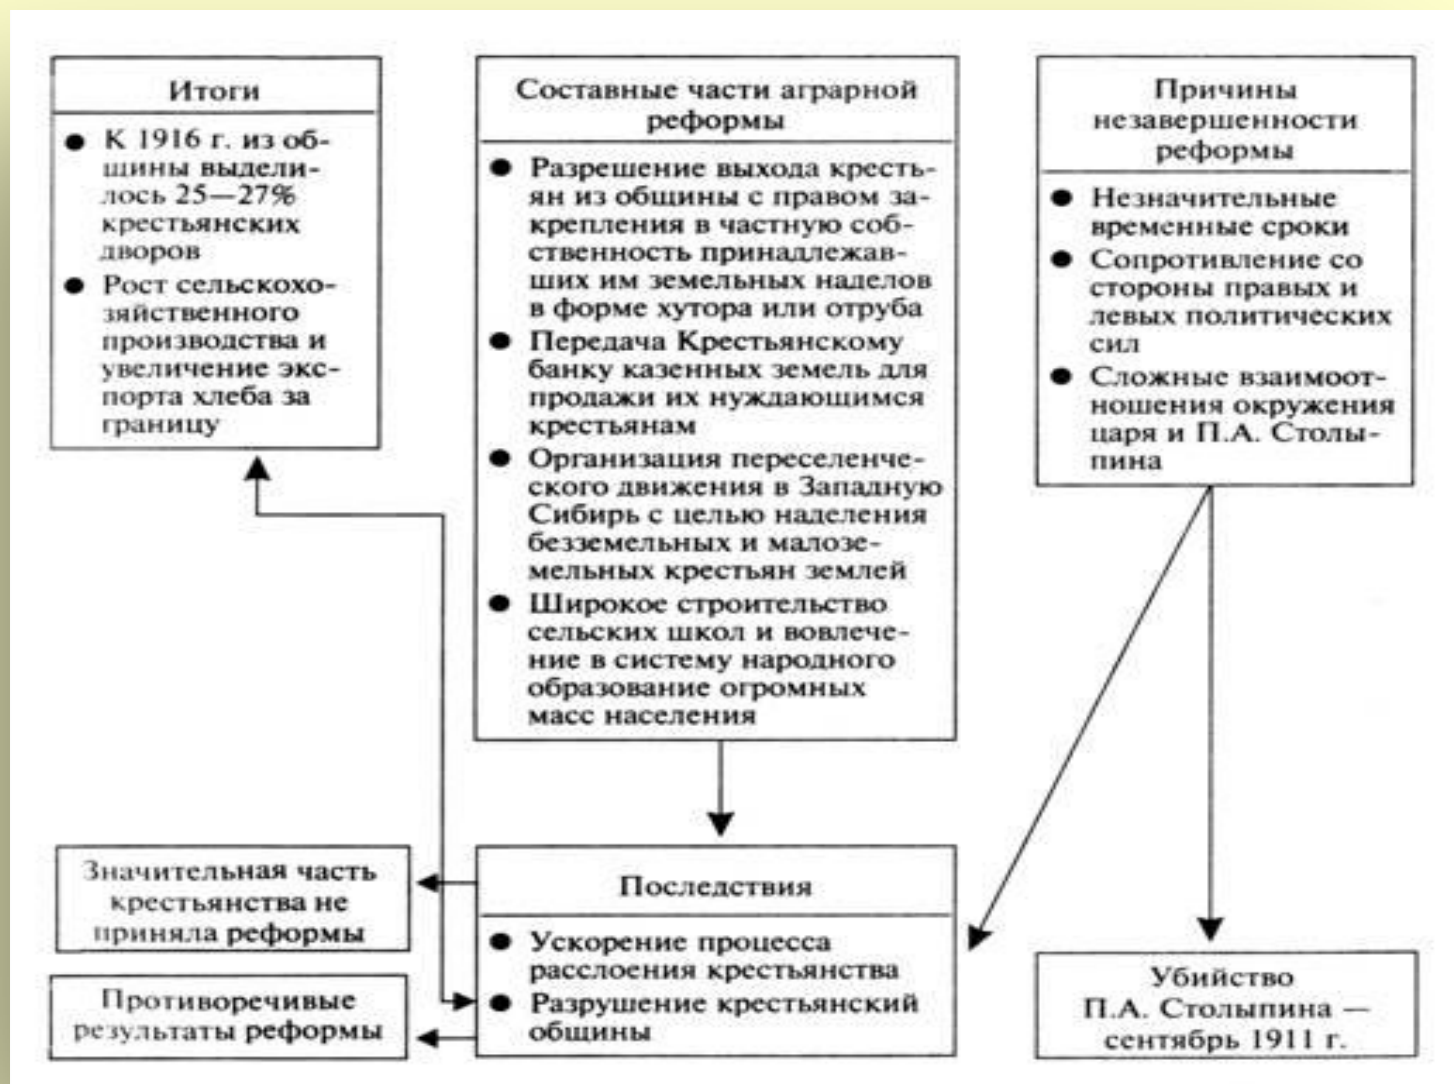 Итоги
● К 1916 г. из об-
щины выдели-
лось 25—27%
крестьянских
дворов
● Рост сельскохо-
зяйственного
производства и
увеличение экс-
порта хлеба за
границу
Составные части аграрной
реформы
● Разрешение выхода кресть-
ян из общины с правом за-
крепления в частную соб-
ственность принадлежав-
ших им земельных наделов
в форме хутора или отруба
● Передача Крестьянскому
банку казенных земель для
продажи их нуждающимся
крестьянам
● Организация переселенче-
ского движения в Западную
Сибирь с целью наделения
безземельных и малозе-
мельных крестьян землей
● Широкое строительство
сельских школ и вовлече-
ние в систему народного
образование огромных
масс населения
Причины
незавершенности
реформы
● Незначительные
временные сроки
● Сопротивление со
стороны правых и
левых политических
сил
● Сложные взаимоот-
ношения окружения
царя и П.А. Столы-
пина
Значительная часть
крестьянства не
приняла реформы
Противоречивые
результаты реформы
Последствия
● Ускорение процесса
расслоения крестьянства
● Разрушение крестьянский
общины
Убийство
П.А. Столыпина —
сентябрь 1911 г.